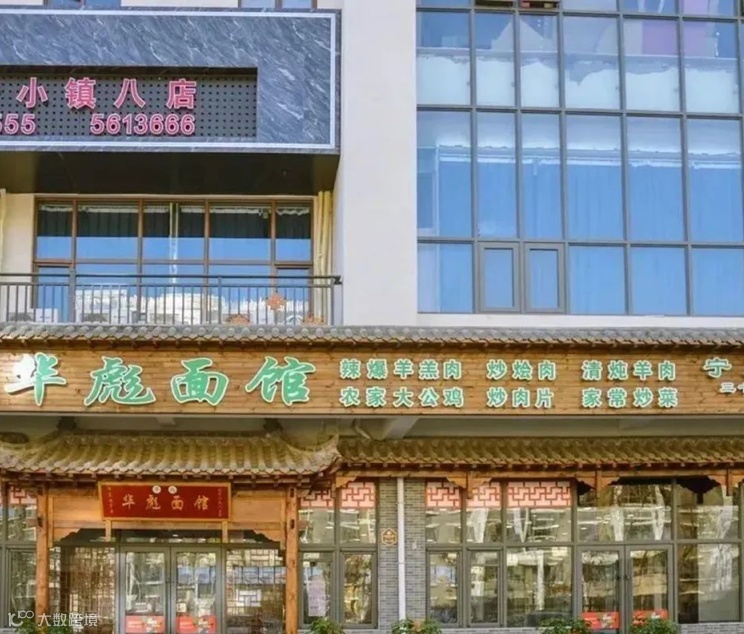 小镇八店
555 5613666
华彪面馆
辣爆羊羔肉 炒烩肉 清炖羊肉
农家大公鸡 炒肉片 家常炒菜
宁
华彪面馆
大数跨境